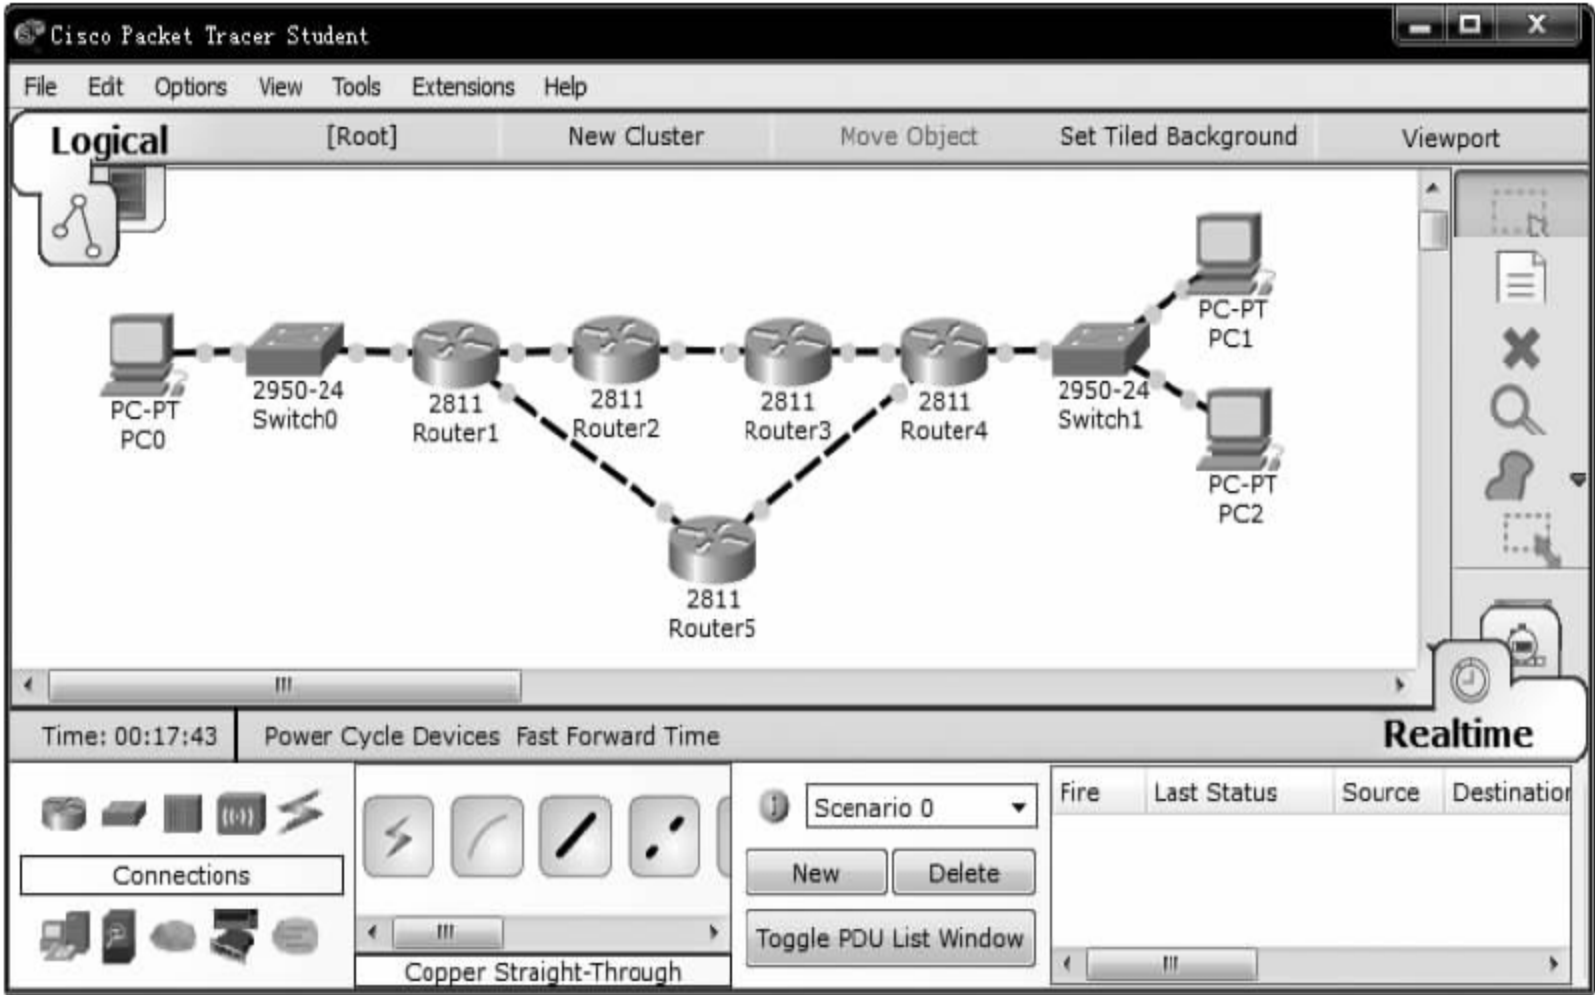 Cisco Packet Tracer Student
File Edit Options View Tools Extensions Help
Logical [Root] New Cluster Move Object Set Tiled Background Viewport
PC-PT
PC0
2950-24
Switch0
2811
Router1
2811
Router2
2811
Router3
2811
Router4
2950-24
Switch1
PC-PT
PC1
PC-PT
PC2
2811
Router5
Time: 00:17:43 Power Cycle Devices Fast Forward Time Realtime
Connections
Copper Straight-Through
Scenario 0
New Delete
Toggle PDU List Window
Fire Last Status Source Destination